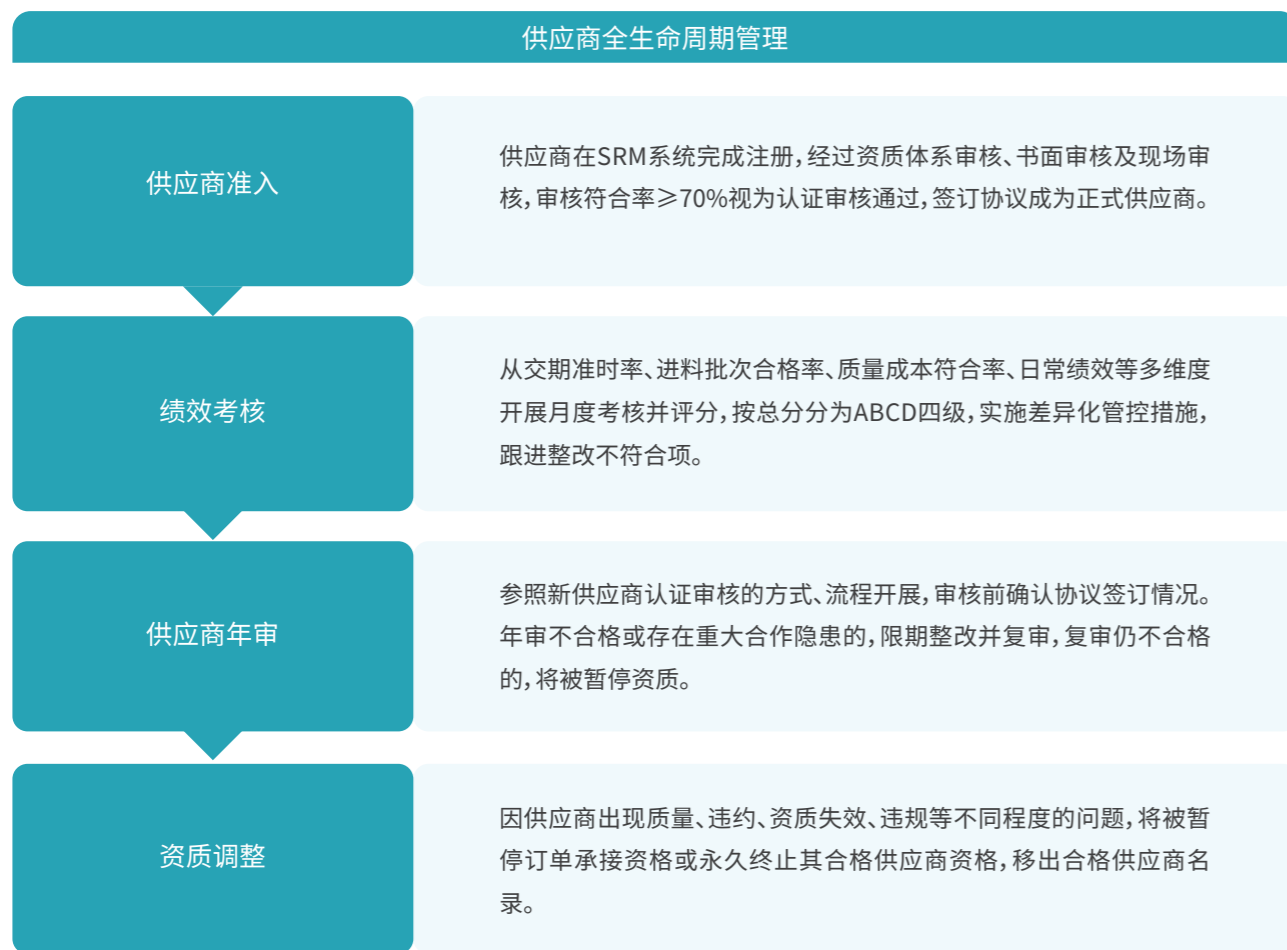 供应商全生命周期管理
供应商准入
供应商在SRM系统完成注册，经过资质体系审核、书面审核及现场审
核，审核符合率≥70%视为认证审核通过，签订协议成为正式供应商。
绩效考核
从交期准时率、进料批次合格率、质量成本符合率、日常绩效等多维度
开展月度考核并评分，按总分分为ABCD四级，实施差异化管控措施，
跟进整改不符合项。
供应商年审
参照新供应商认证审核的方式、流程开展，审核前确认协议签订情况。
年审不合格或存在重大合作隐患的，限期整改并复审，复审仍不合格
的，将被暂停资质。
资质调整
因供应商出现质量、违约、资质失效、违规等不同程度的问题，将被暂
停订单承接资格或永久终止其合格供应商资格，移出合格供应商名
录。